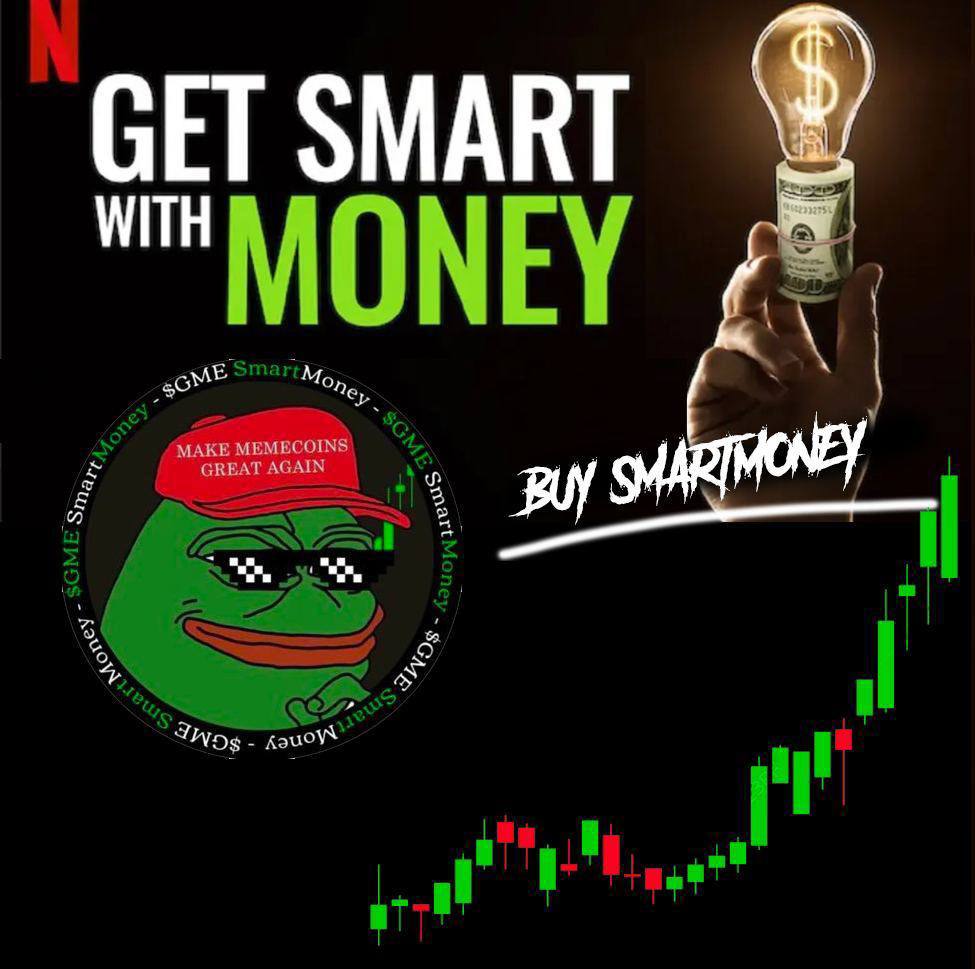 N
GET SMART
WITH MONEY
$GME SmartMoney - $GME SmartMoney - $GME SmartMoney - $GME SmartMoney - $GME SmartMoney -
MAKE MEMECOINS
GREAT AGAIN
BUY SMARTMONEY
$